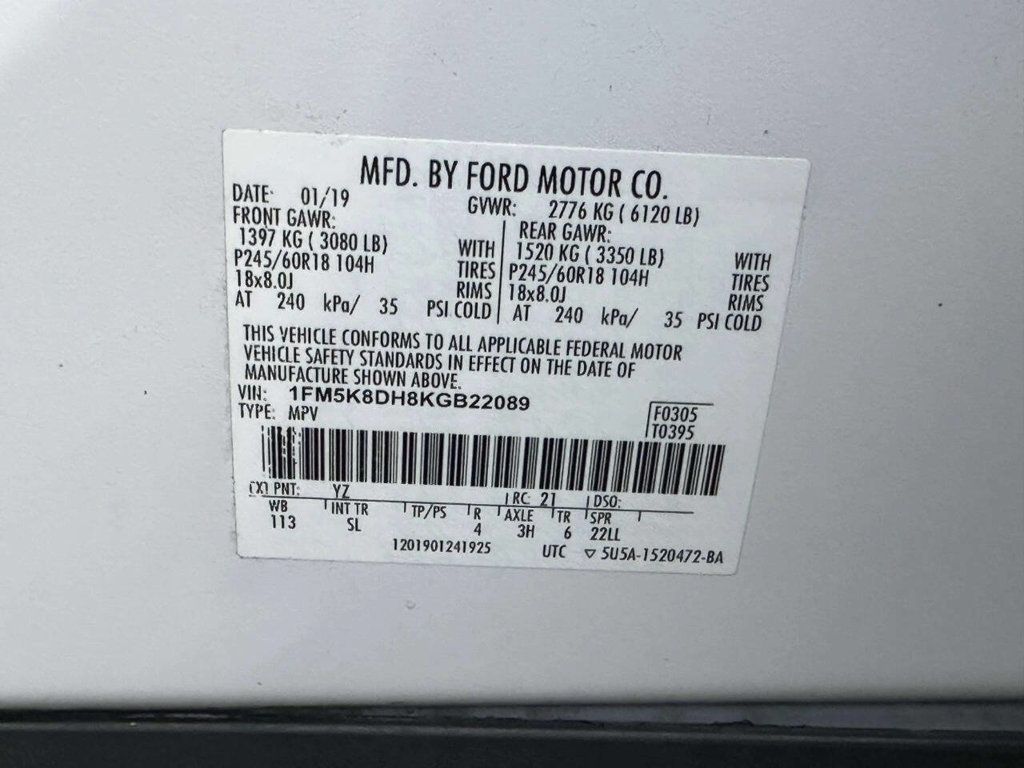 MFD. BY FORD MOTOR CO.
DATE: 01/19 GVWR: 2776 KG ( 6120 LB)
FRONT GAWR: REAR GAWR:
1397 KG ( 3080 LB) WITH 1520 KG ( 3350 LB) WITH
P245/60R18 104H TIRES P245/60R18 104H TIRES
18x8.0J RIMS 18x8.0J RIMS
AT 240 kPa/ 35 PSI COLD AT 240 kPa/ 35 PSI COLD
THIS VEHICLE CONFORMS TO ALL APPLICABLE FEDERAL MOTOR
VEHICLE SAFETY STANDARDS IN EFFECT ON THE DATE OF
MANUFACTURE SHOWN ABOVE.
VIN: 1FM5K8DH8KGB22089
TYPE: MPV
F0305
T0395
EXT PNT: YZ RC: 21 DSO:
WB INT TR TP/PS R AXLE TR SPR
113 SL 4 3H 6 22LL
1201901241925 UTC ▽ 5U5A-1520472-BA